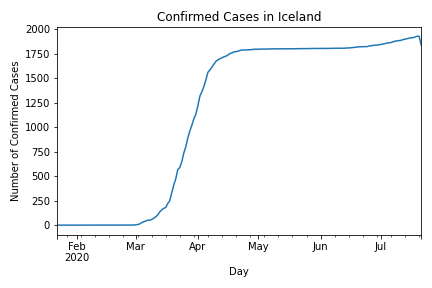 Confirmed Cases in Iceland
Number of Confirmed Cases
2000
1750
1500
1250
1000
750
500
250
0
Feb Mar Apr May Jun Jul
2020
Day